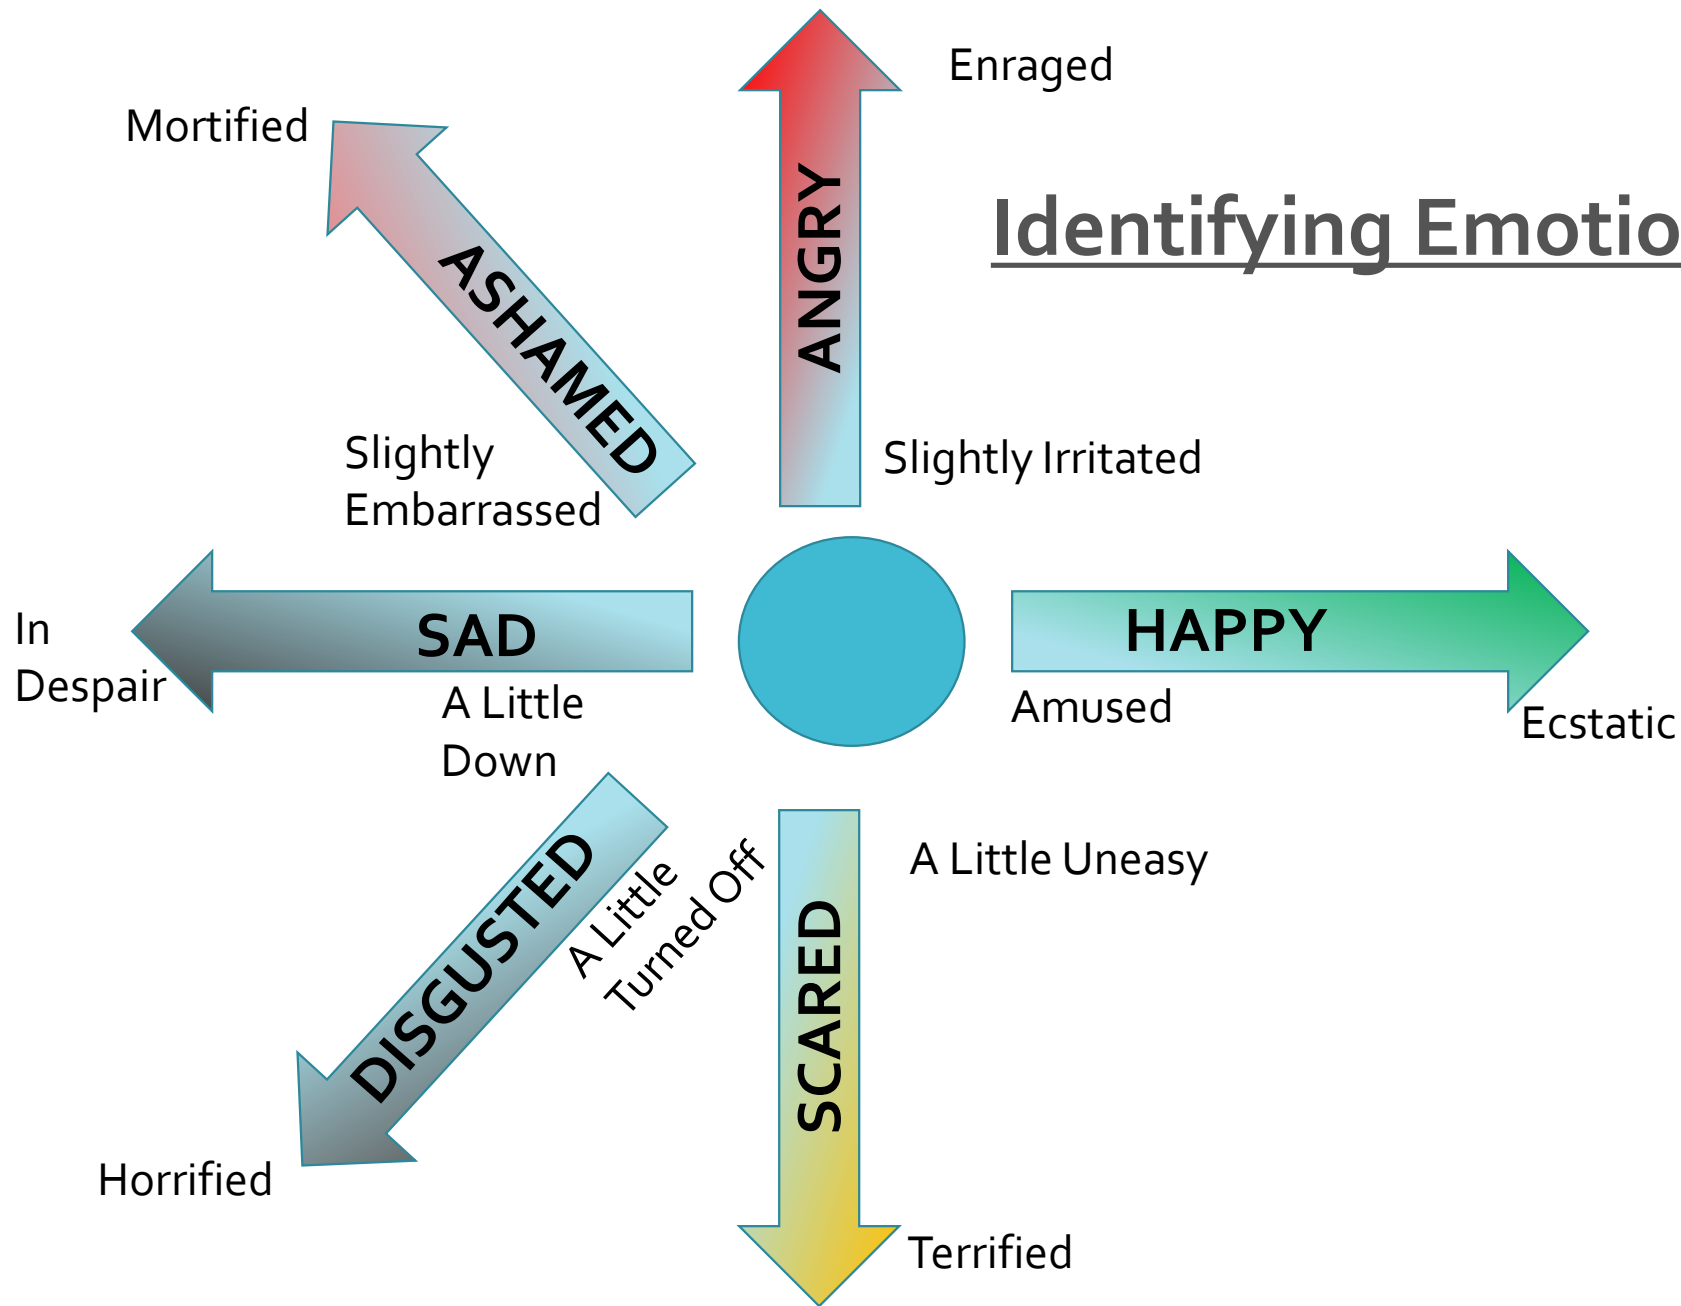 Enraged
Mortified
ANGRY
Identifying Emotio
ASHAMED
Slightly
Embarrassed
Slightly Irritated
In
Despair
SAD
HAPPY
A Little
Down
Amused
Ecstatic
DISGUSTED
A Little
Turned Off
A Little Uneasy
SCARED
Horrified
Terrified